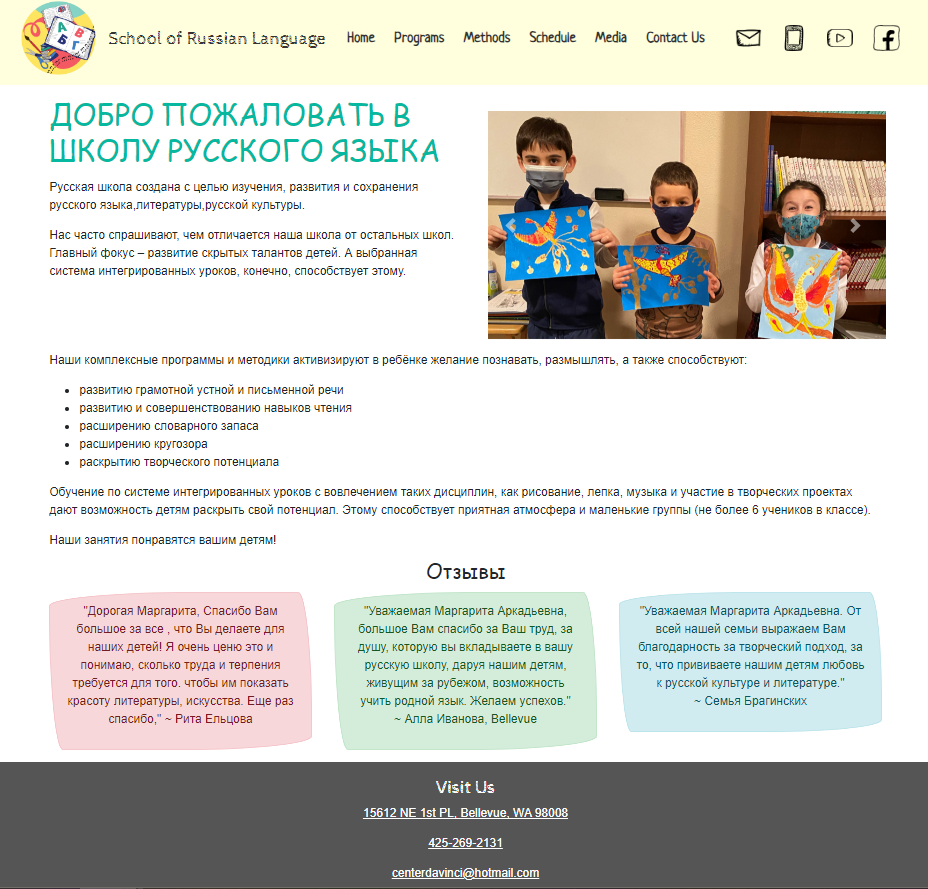 А
Б
В
Г
School of Russian Language
Home
Programs
Methods
Schedule
Media
Contact Us
ДОБРО ПОЖАЛОВАТЬ В
ШКОЛУ РУССКОГО ЯЗЫКА
Русская школа создана с целью изучения, развития и сохранения
русского языка,литературы,русской культуры.
Нас часто спрашивают, чем отличается наша школа от остальных школ.
Главный фокус – развитие скрытых талантов детей. А выбранная
система интегрированных уроков, конечно, способствует этому.
Наши комплексные программы и методики активизируют в ребёнке желание познавать, размышлять, а также способствуют:
развитию грамотной устной и письменной речи
развитию и совершенствованию навыков чтения
расширению словарного запаса
расширению кругозора
раскрытию творческого потенциала
Обучение по системе интегрированных уроков с вовлечением таких дисциплин, как рисование, лепка, музыка и участие в творческих проектах
дают возможность детям раскрыть свой потенциал. Этому способствует приятная атмосфера и маленькие группы (не более 6 учеников в классе).
Наши занятия понравятся вашим детям!
Отзывы
"Дорогая Маргарита, Спасибо Вам
большое за все , что Вы делаете для
наших детей! Я очень ценю это и
понимаю, сколько труда и терпения
требуется для того. чтобы им показать
красоту литературы, искусства. Еще раз
спасибо," ~ Рита Ельцова
"Уважаемая Маргарита Аркадьевна,
большое Вам спасибо за Ваш труд, за
душу, которую вы вкладываете в вашу
русскую школу, даруя нашим детям,
живущим за рубежом, возможность
учить родной язык. Желаем успехов."
~ Алла Иванова, Bellevue
"Уважаемая Маргарита Аркадьевна. От
всей нашей семьи выражаем Вам
благодарность за творческий подход, за
то, что прививаете нашим детям любовь
к русской культуре и литературе."
~ Семья Брагинских
Visit Us
15612 NE 1st PL, Bellevue, WA 98008
425-269-2131
centerdavinci@hotmail.com